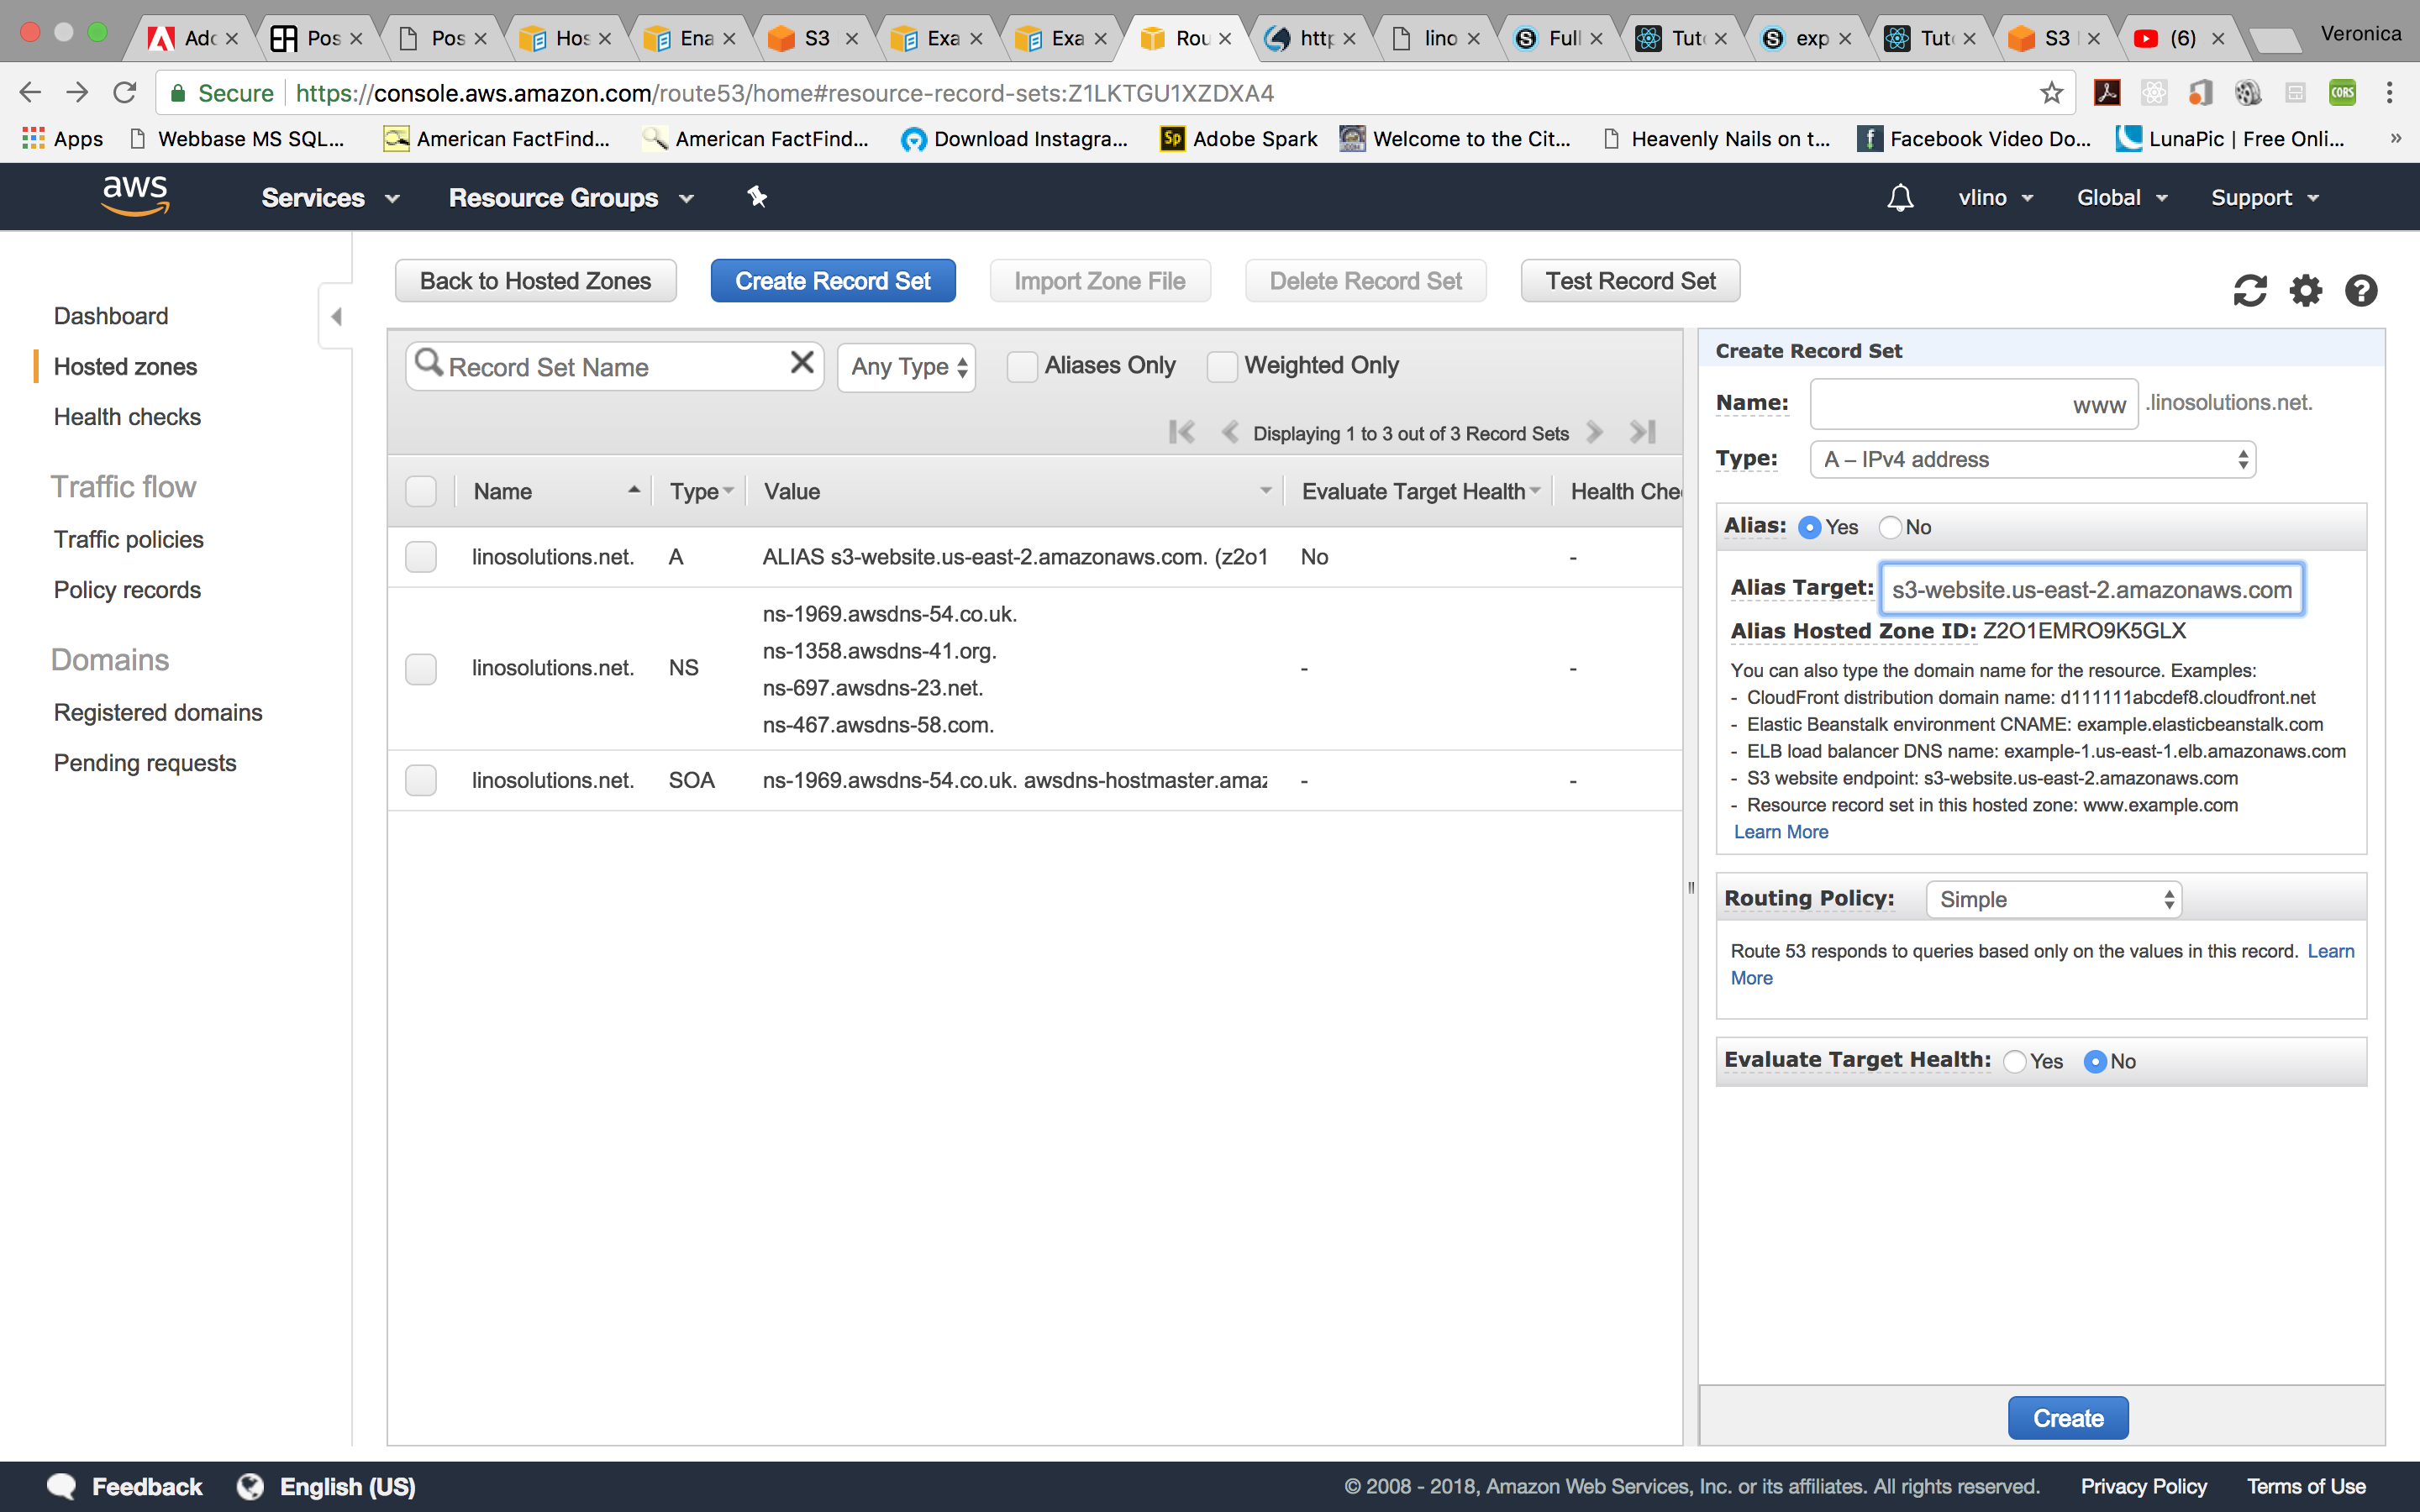 Adc Pos Pos Hos Ena S3 Exa Exa Rou http lino Full Tuto exp Tuto S3 (6) Veronica
Secure https://console.aws.amazon.com/route53/home#resource-record-sets:Z1LKTGU1XZDXA4 CORS
Apps Webbase MS SQL... American FactFind... American FactFind... Download Instagra... Sp Adobe Spark Welcome to the Cit... Heavenly Nails on t... Facebook Video Do... LunaPic | Free Onli... »
aws Services Resource Groups vlino Global Support
Back to Hosted Zones Create Record Set Import Zone File Delete Record Set Test Record Set
Dashboard
Hosted zones
Health checks
Traffic flow
Traffic policies
Policy records
Domains
Registered domains
Pending requests
Record Set Name Any Type Aliases Only Weighted Only
Displaying 1 to 3 out of 3 Record Sets
Name Type Value Evaluate Target Health Health Che
linosolutions.net. A ALIAS s3-website.us-east-2.amazonaws.com. (z2o1 No -
linosolutions.net. NS ns-1969.awsdns-54.co.uk.
ns-1358.awsdns-41.org.
ns-697.awsdns-23.net.
ns-467.awsdns-58.com. - -
linosolutions.net. SOA ns-1969.awsdns-54.co.uk. awsdns-hostmaster.amaz - -
Create Record Set
Name: www .linosolutions.net.
Type: A – IPv4 address
Alias: Yes No
Alias Target: s3-website.us-east-2.amazonaws.com
Alias Hosted Zone ID: Z2O1EMRO9K5GLX
You can also type the domain name for the resource. Examples:
- CloudFront distribution domain name: d111111abcdef8.cloudfront.net
- Elastic Beanstalk environment CNAME: example.elasticbeanstalk.com
- ELB load balancer DNS name: example-1.us-east-1.elb.amazonaws.com
- S3 website endpoint: s3-website.us-east-2.amazonaws.com
- Resource record set in this hosted zone: www.example.com
Learn More
Routing Policy: Simple
Route 53 responds to queries based only on the values in this record. Learn
More
Evaluate Target Health: Yes No
Create
Feedback English (US) © 2008 - 2018, Amazon Web Services, Inc. or its affiliates. All rights reserved. Privacy Policy Terms of Use